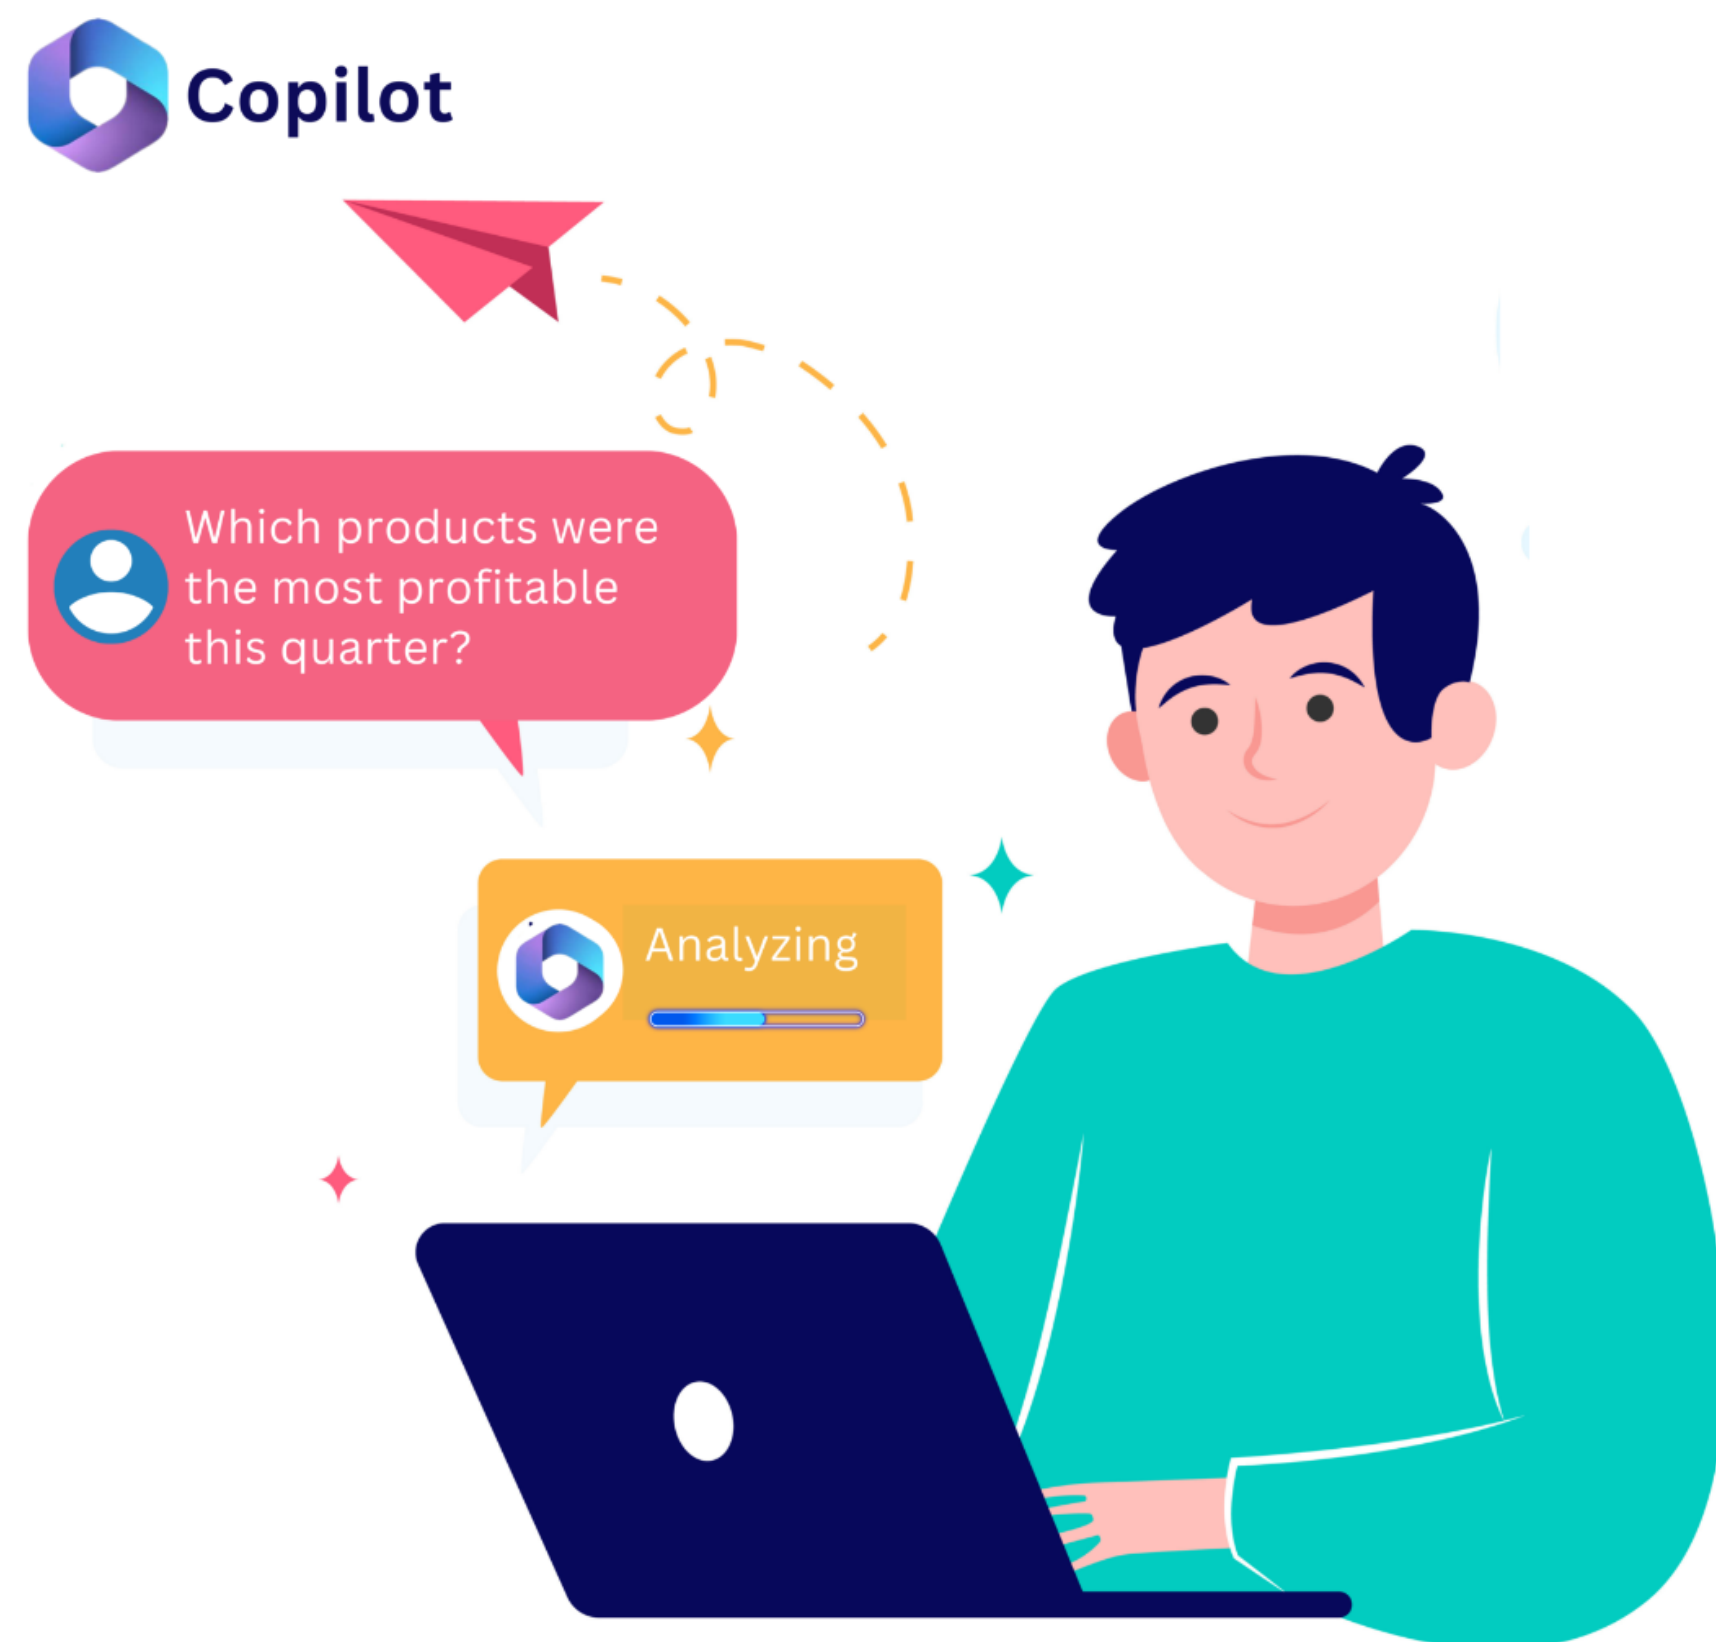 Copilot
Which products were
the most profitable
this quarter?
Analyzing